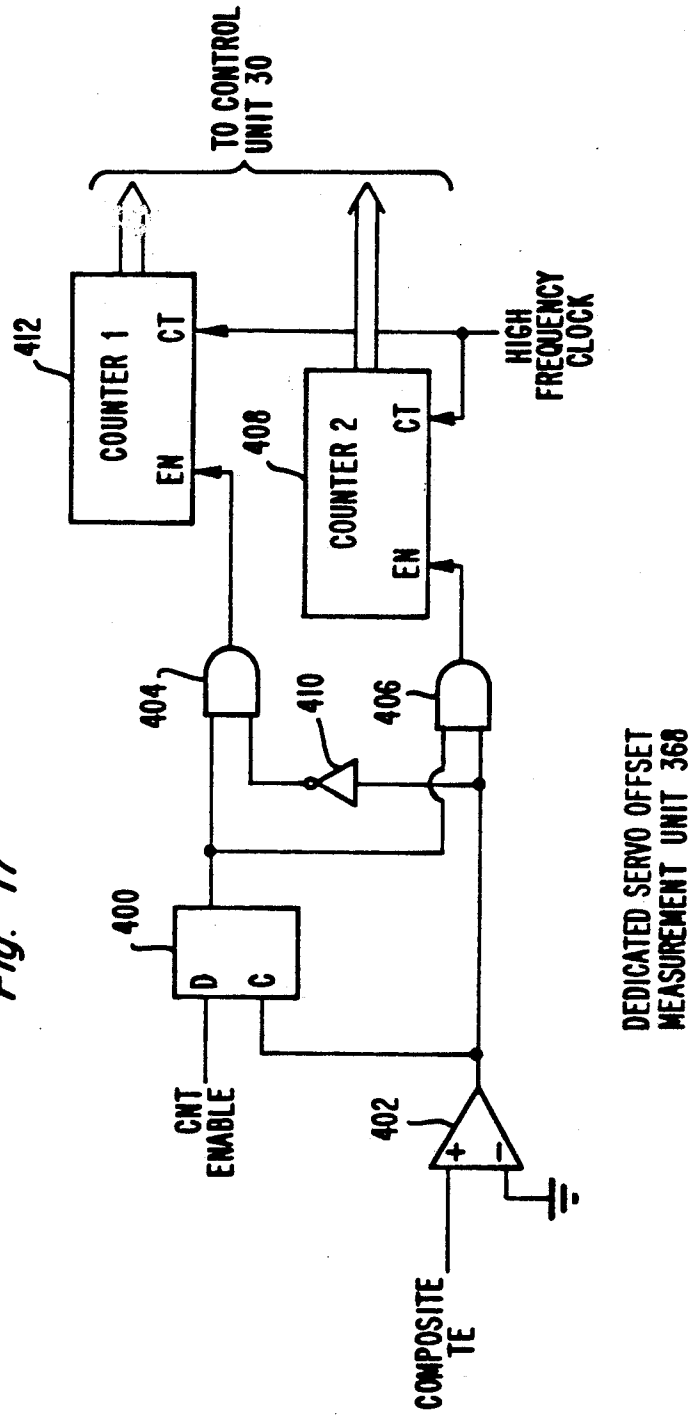 Fig. 17
TO CONTROL
UNIT 30
412
COUNTER 1
EN
CT
404
408
COUNTER 2
EN
CT
HIGH
FREQUENCY
CLOCK
400
D
C
CNT
ENABLE
410
406
402
+
−
COMPOSITE
TE
DEDICATED SERVO OFFSET
MEASUREMENT UNIT 368